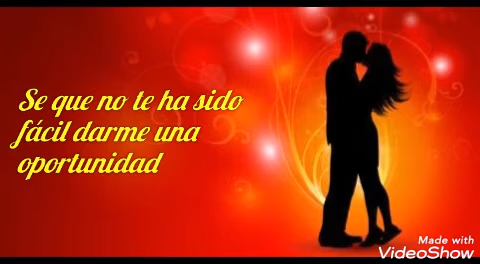 Se que no te ha sido
fácil darme una
oportunidad
Made with
VideoShow